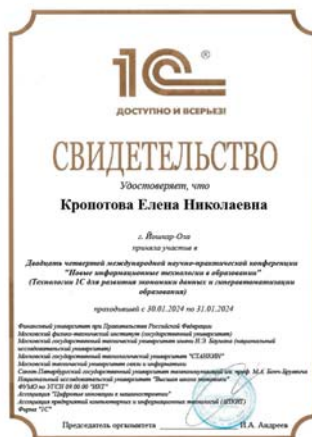 1С®
ДОСТУПНО И ВСЕРЬЕЗ!
СВИДЕТЕЛЬСТВО
Удостоверяет, что
Кропотова Елена Николаевна
г. Йошкар-Ола
приняла участие в
Двадцать четвертой международной научно-практической конференции
"Новые информационные технологии в образовании"
(Технологии 1С для развития экономики данных и гиперавтоматизации
образования)
проходившей с 30.01.2024 по 31.01.2024
Финансовый университет при Правительстве Российской Федерации
Московский физико-технический институт (государственный университет)
Московский государственный технический университет имени Н.Э. Баумана (национальный
исследовательский университет)
Московский государственный технологический университет "СТАНКИН"
Московский технический университет связи и информатики
Санкт-Петербургский государственный университет телекоммуникаций им. проф. М.А. Бонч-Бруевича
Национальный исследовательский университет "Высшая школа экономики"
ФУМО по УГСН 09.00.00 "ИВТ"
Ассоциация "Цифровые инновации в машиностроении"
Ассоциация предприятий компьютерных и информационных технологий (АПКИТ)
Фирма "1С"
Председатель оргкомитета
П.А. Андреев